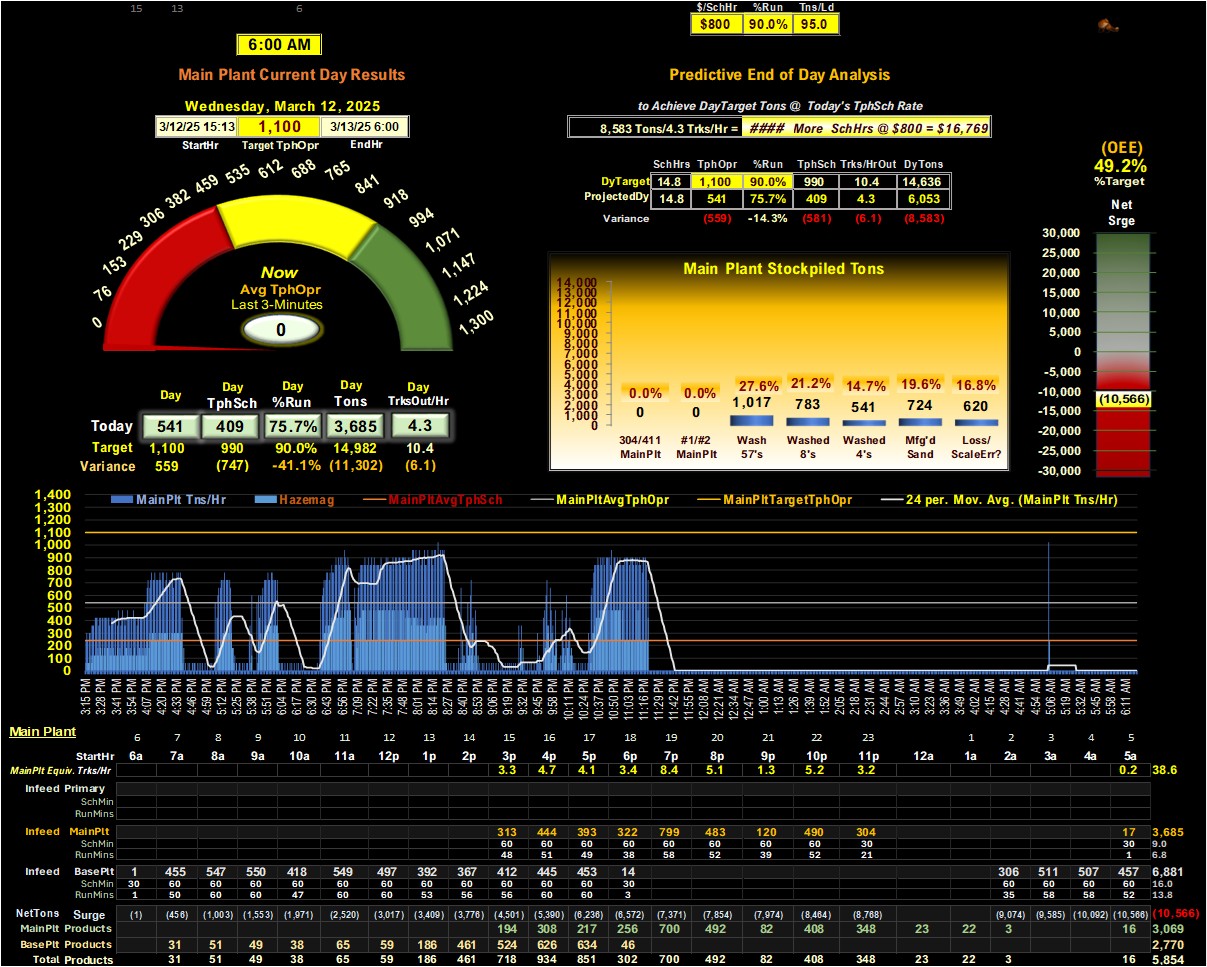 15 13 6
$/SchHr %Run Tns/Ld
$800 90.0% 95.0
6:00 AM
Main Plant Current Day Results
Wednesday, March 12, 2025
3/12/25 15:13 1,100 3/13/25 6:00
StartHr Target TphOpr EndHr
0 76 153 229 306 382 459 535 612 688 765 841 918 994 1,071 1,147 1,224 1,300
Now
Avg TphOpr
Last 3-Minutes
0
Day Day TphSch Day %Run Day Tons Day TrksOut/Hr
Today 541 409 75.7% 3,685 4.3
Target 1,100 990 90.0% 14,982 10.4
Variance 559 (747) -41.1% (11,302) (6.1)
Predictive End of Day Analysis
to Achieve DayTarget Tons @ Today's TphSch Rate
8,583 Tons/4.3 Trks/Hr = #### More SchHrs @ $800 = $16,769
SchHrs TphOpr %Run TphSch Trks/HrOut DyTons
DyTarget 14.8 1,100 90.0% 990 10.4 14,636
ProjectedDy 14.8 541 75.7% 409 4.3 6,053
Variance (559) -14.3% (581) (6.1) (8,583)
Main Plant Stockpiled Tons
14,000
13,000
12,000
11,000
10,000
9,000
8,000
7,000
6,000
5,000
4,000
3,000
2,000
1,000
0
0.0% 0.0% 27.6% 21.2% 14.7% 19.6% 16.8%
0 0 1,017 783 541 724 620
304/411 #1/#2 Wash Washed Washed Mfg'd Loss/
MainPlt MainPlt 57's 8's 4's Sand ScaleErr?
(OEE)
49.2%
%Target
Net
Srge
30,000
25,000
20,000
15,000
10,000
5,000
0
-5,000
-10,000
(10,566)
-15,000
-20,000
-25,000
-30,000
MainPlt Tns/Hr Hazemag MainPltAvgTphSch MainPltAvgTphOpr MainPltTargetTphOpr 24 per. Mov. Avg. (MainPlt Tns/Hr)
1,400
1,300
1,200
1,100
1,000
900
800
700
600
500
400
300
200
100
0
3:15 PM 3:28 PM 3:41 PM 3:54 PM 4:07 PM 4:20 PM 4:33 PM 4:46 PM 4:59 PM 5:12 PM 5:25 PM 5:38 PM 5:51 PM 6:04 PM 6:17 PM 6:30 PM 6:43 PM 6:56 PM 7:09 PM 7:22 PM 7:35 PM 7:48 PM 8:01 PM 8:14 PM 8:27 PM 8:40 PM 8:53 PM 9:06 PM 9:19 PM 9:32 PM 9:45 PM 9:58 PM 10:11 PM 10:24 PM 10:37 PM 10:50 PM 11:03 PM 11:16 PM 11:29 PM 11:42 PM 11:55 PM 12:08 AM 12:21 AM 12:34 AM 12:47 AM 1:00 AM 1:13 AM 1:26 AM 1:39 AM 1:52 AM 2:05 AM 2:18 AM 2:31 AM 2:44 AM 2:57 AM 3:10 AM 3:23 AM 3:36 AM 3:49 AM 4:02 AM 4:15 AM 4:28 AM 4:41 AM 4:54 AM 5:06 AM 5:19 AM 5:32 AM 5:45 AM 5:58 AM 6:11 AM
Main Plant
6 7 8 9 10 11 12 13 14 15 16 17 18 19 20 21 22 23 1 2 3 4 5
StartHr 6a 7a 8a 9a 10a 11a 12p 1p 2p 3p 4p 5p 6p 7p 8p 9p 10p 11p 12a 1a 2a 3a 4a 5a
MainPlt Equiv. Trks/Hr 3.3 4.7 4.1 3.4 8.4 5.1 1.3 5.2 3.2 0.2 38.6
Infeed Primary
SchMin
RunMins
Infeed MainPlt 313 444 393 322 799 483 120 490 304 17 3,685
SchMin 60 60 60 60 60 60 60 60 30 30 9.0
RunMins 48 51 49 38 58 52 39 52 21 1 6.8
Infeed BasePlt 1 455 547 550 418 549 497 392 367 412 445 453 14 306 511 507 457 6,881
SchMin 30 60 60 60 60 60 60 60 60 60 60 60 30 60 60 60 60 16.0
RunMins 1 50 60 60 47 60 60 53 56 56 60 60 3 35 58 58 52 13.8
NetTons Surge (1) (456) (1,003) (1,553) (1,971) (2,520) (3,017) (3,409) (3,776) (4,501) (5,390) (6,236) (6,572) (7,371) (7,854) (7,974) (8,464) (8,768) (9,074) (9,585) (10,092) (10,566) (10,566)
MainPlt Products 194 308 217 256 700 492 82 408 348 23 22 3 16 3,069
BasePlt Products 31 51 49 38 65 59 186 461 524 626 634 46 2,770
Total Products 31 51 49 38 65 59 186 461 718 934 851 302 700 492 82 408 348 23 22 3 16 5,854